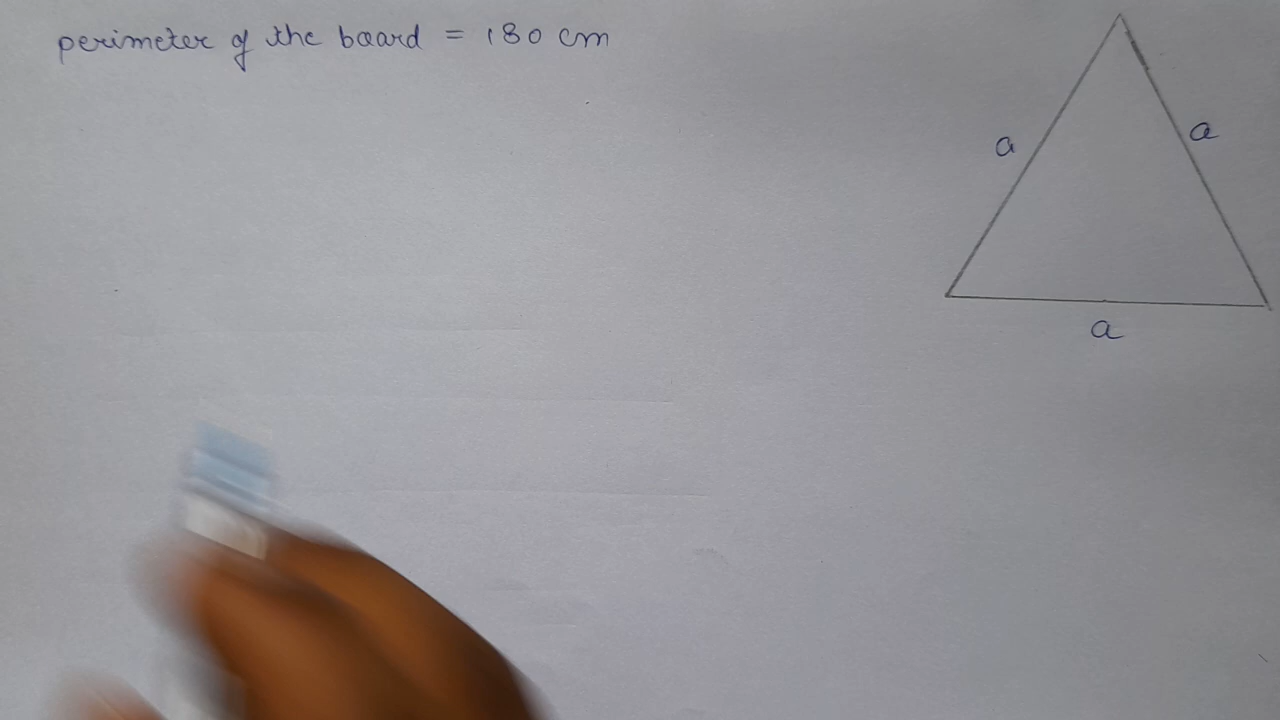 perimeter of the board = 180 cm
a
a
a